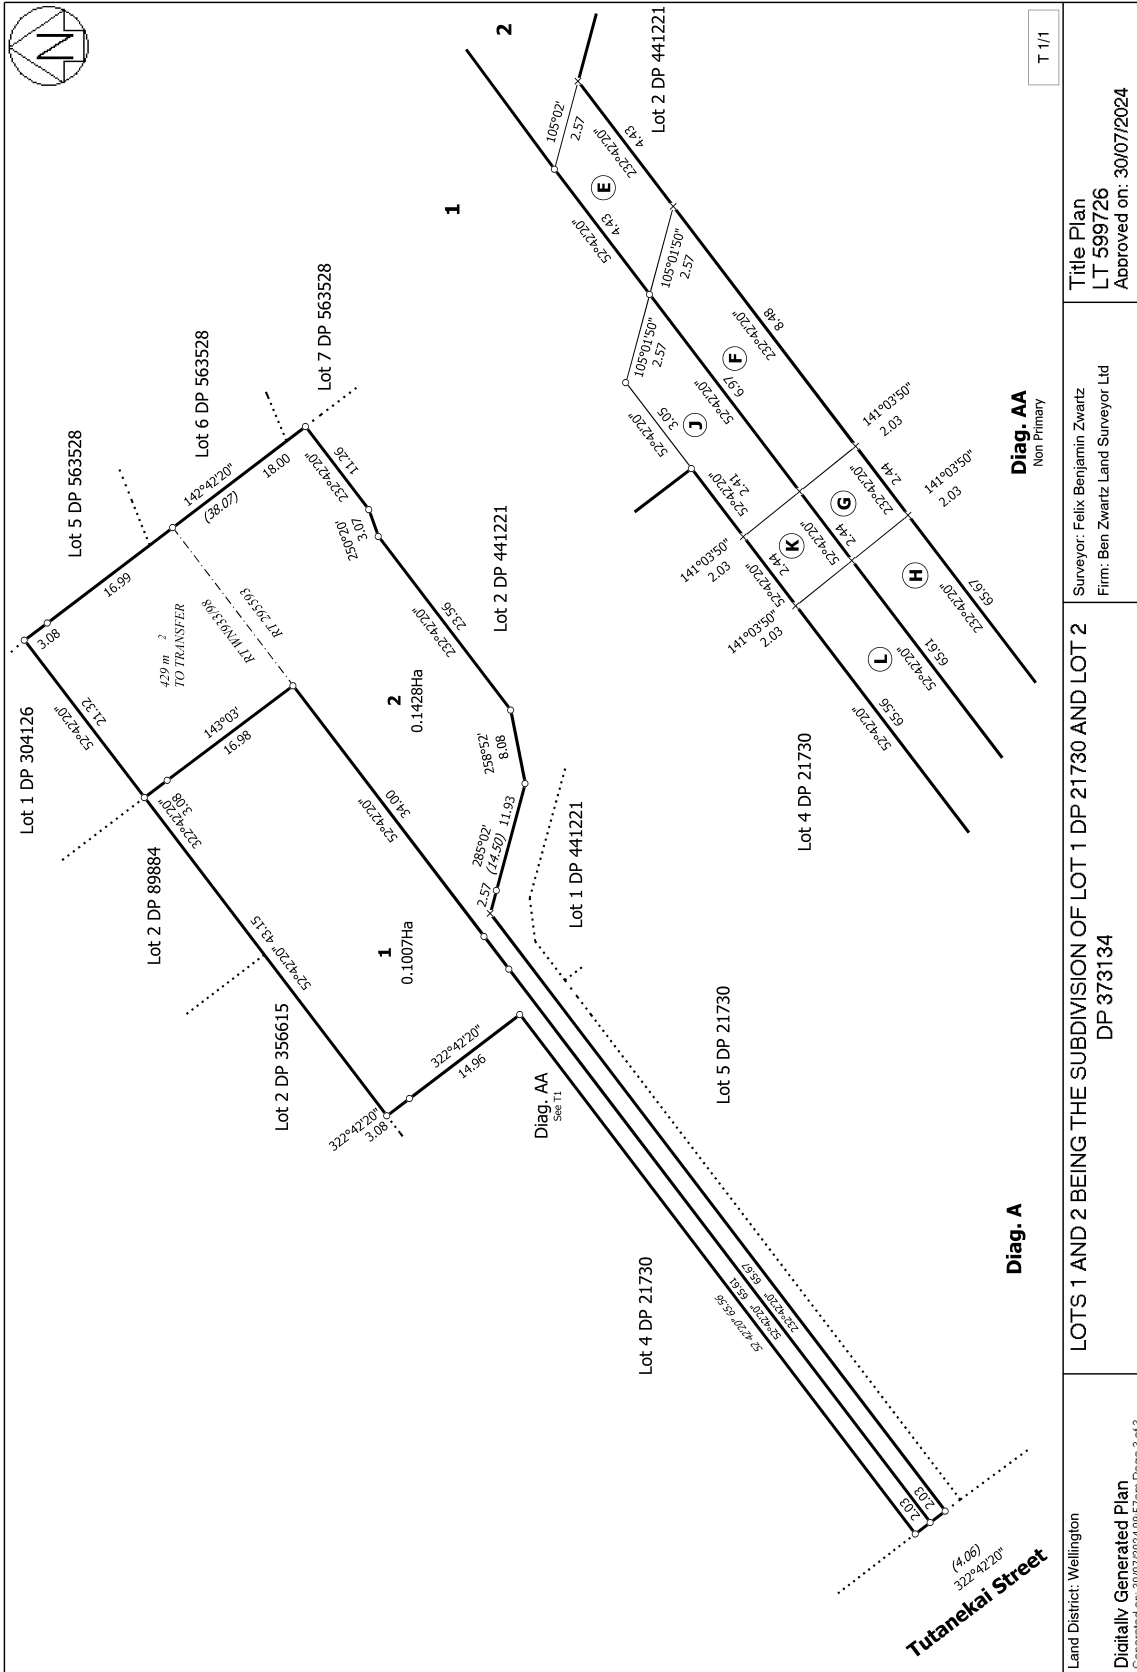 N
Lot 1 DP 304126
Lot 5 DP 563528
Lot 6 DP 563528
Lot 7 DP 563528
3.08
16.99
142°42'20"
(38.07)
18.00
52°42'20"
21.32
429 m 2
TO TRANSFER
RT WN933/98
RT 295593
143°03'
16.98
322°42'20"
3.08
Lot 2 DP 89884
232°42'20"
11.26
250°20'
3.07
232°42'20"
23.56
Lot 2 DP 441221
2
0.1428Ha
258°52'
8.08
285°02'
(14.50)
11.93
2.57
52°42'20"
34.00
52°42'20" 43.15
1
0.1007Ha
Lot 2 DP 356615
Lot 1 DP 441221
322°42'20"
14.96
322°42'20"
3.08
Diag. AA
See T1
Lot 5 DP 21730
Lot 4 DP 21730
52 42'20" 65.56
52°42'20" 65.61
232°42'20" 65.67
2.03
2.03
(4.06)
322°42'20"
Tutanekai Street
Diag. A
1
2
Lot 2 DP 441221
105°02'
2.57
232°42'20"
4.43
E
52°42'20"
4.43
105°01'50"
2.57
105°01'50"
2.57
52°42'20"
3.05
J
F
52°42'20"
6.97
232°42'20"
8.48
52°42'20"
2.41
141°03'50"
2.03
141°03'50"
2.03
K
G
52°42'20"
2.44
52°42'20"
2.44
232°42'20"
2.44
141°03'50"
2.03
141°03'50"
2.03
L
H
52°42'20"
65.56
52°42'20"
65.61
232°42'20"
65.67
Lot 4 DP 21730
Diag. AA
Non Primary
T 1/1
Land District: Wellington
Digitally Generated Plan
LOTS 1 AND 2 BEING THE SUBDIVISION OF LOT 1 DP 21730 AND LOT 2
DP 373134
Surveyor: Felix Benjamin Zwartz
Firm: Ben Zwartz Land Surveyor Ltd
Title Plan
LT 599726
Approved on: 30/07/2024